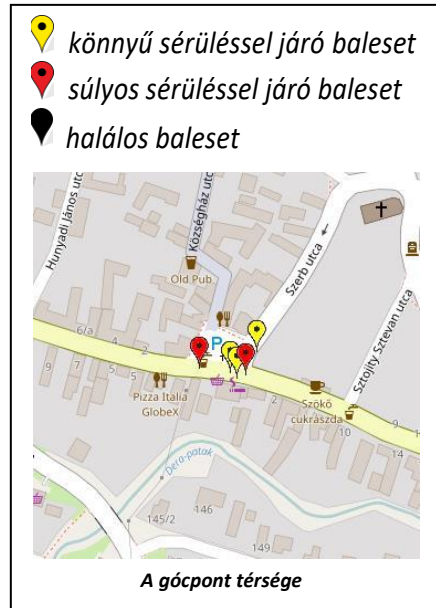 könnyű sérüléssel járó baleset
súlyos sérüléssel járó baleset
halálos baleset
Hunyadi János utca
Községház utca
Old Pub
Szerb utca
Sztojity Sztevan utca
6/a
4
2
P
5
Pizza Italia
GlobeX
2
Szökő
cukrászda
9
10
14
Dera-patak
145/2
146
149
A gócpont térsége